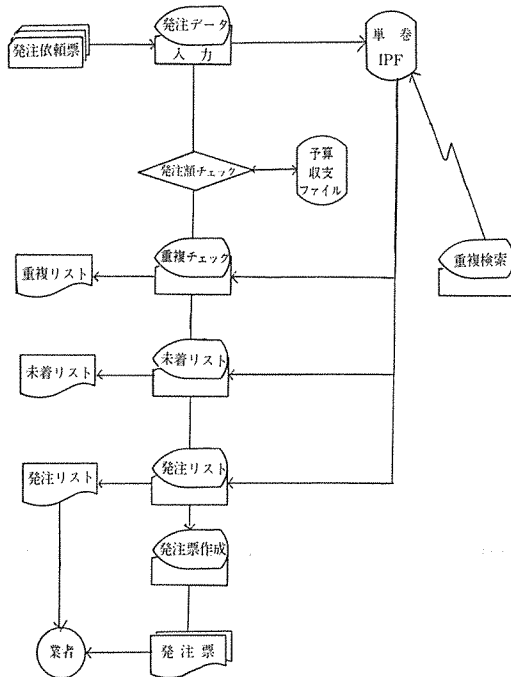 発注依頼票
発注データ
入力
単巻
IPF
発注額チェック
予算
収支
ファイル
重複リスト
重複チェック
重複検索
未着リスト
未着リスト
発注リスト
発注リスト
発注票作成
業者
発注票